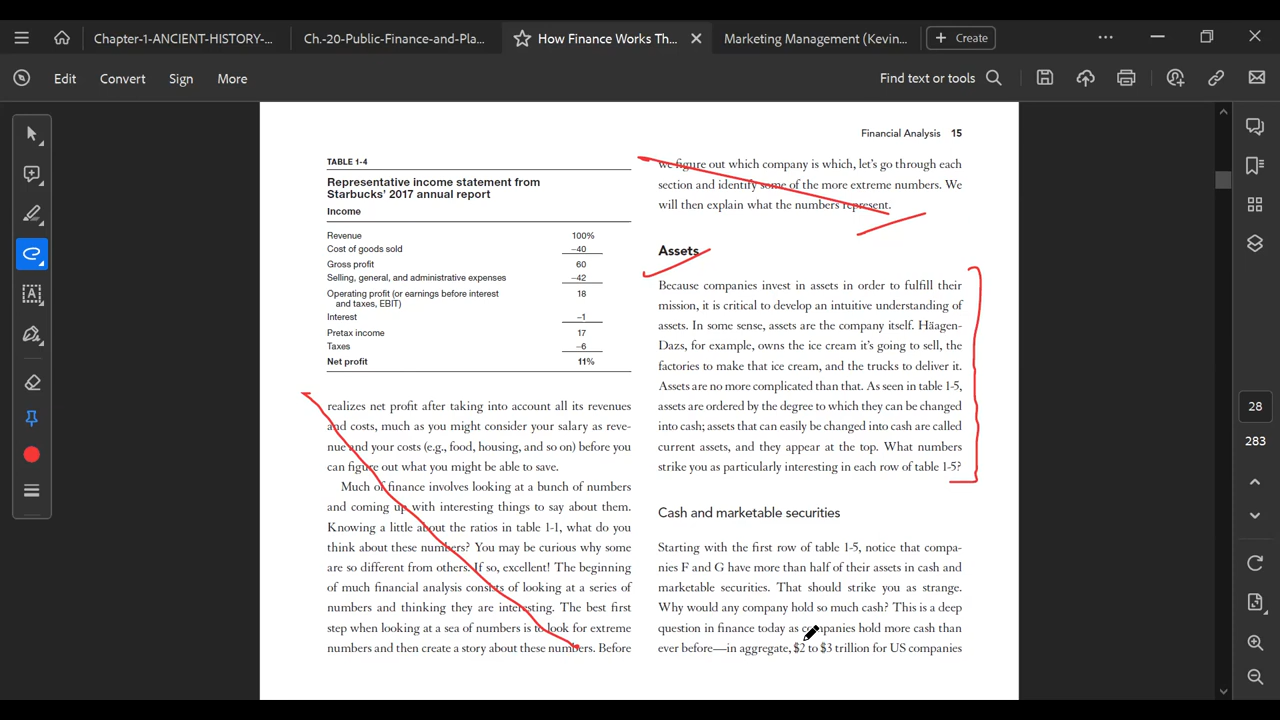 Chapter-1-ANCIENT-HISTORY-...
Ch.-20-Public-Finance-and-Pla...
How Finance Works Th...
Marketing Management (Kevin...
+ Create
Edit
Convert
Sign
More
Find text or tools
Financial Analysis 15
TABLE 1-4
Representative income statement from
Starbucks' 2017 annual report
Income
Revenue 100%
Cost of goods sold –40
Gross profit 60
Selling, general, and administrative expenses –42
Operating profit (or earnings before interest 18
and taxes, EBIT)
Interest –1
Pretax income 17
Taxes –6
Net profit 11%
realizes net profit after taking into account all its revenues
and costs, much as you might consider your salary as reve-
nue and your costs (e.g., food, housing, and so on) before you
can figure out what you might be able to save.
Much of finance involves looking at a bunch of numbers
and coming up with interesting things to say about them.
Knowing a little about the ratios in table 1-1, what do you
think about these numbers? You may be curious why some
are so different from others. If so, excellent! The beginning
of much financial analysis consists of looking at a series of
numbers and thinking they are interesting. The best first
step when looking at a sea of numbers is to look for extreme
numbers and then create a story about these numbers. Before
we figure out which company is which, let's go through each
section and identify some of the more extreme numbers. We
will then explain what the numbers represent.
Assets
Because companies invest in assets in order to fulfill their
mission, it is critical to develop an intuitive understanding of
assets. In some sense, assets are the company itself. Häagen-
Dazs, for example, owns the ice cream it's going to sell, the
factories to make that ice cream, and the trucks to deliver it.
Assets are no more complicated than that. As seen in table 1-5,
assets are ordered by the degree to which they can be changed
into cash; assets that can easily be changed into cash are called
current assets, and they appear at the top. What numbers
strike you as particularly interesting in each row of table 1-5?
Cash and marketable securities
Starting with the first row of table 1-5, notice that compa-
nies F and G have more than half of their assets in cash and
marketable securities. That should strike you as strange.
Why would any company hold so much cash? This is a deep
question in finance today as companies hold more cash than
ever before—in aggregate, $2 to $3 trillion for US companies
28
283